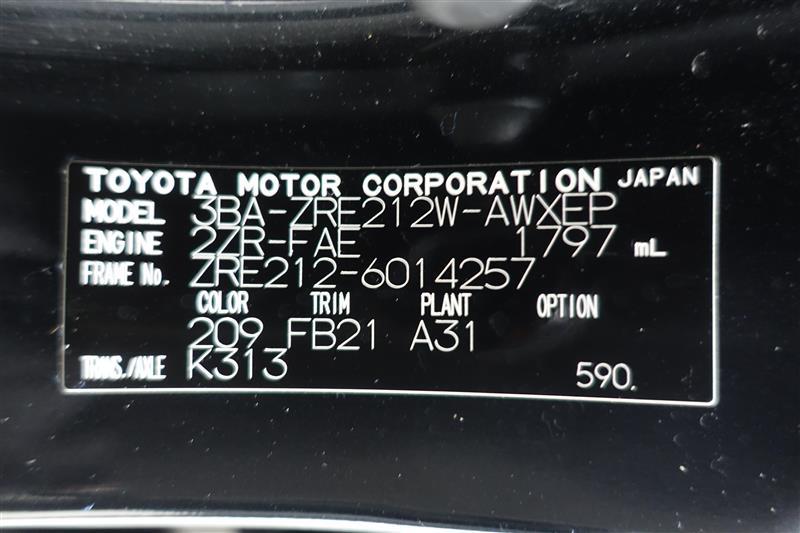 TOYOTA MOTOR CORPORATION JAPAN
MODEL 3BA-ZRE212W-AWXEP
ENGINE 2ZR-FAE 1797 mL
FRAME No. ZRE212-6014257
COLOR TRIM PLANT OPTION
209 FB21 A31
TRANS./AXLE K313 590.